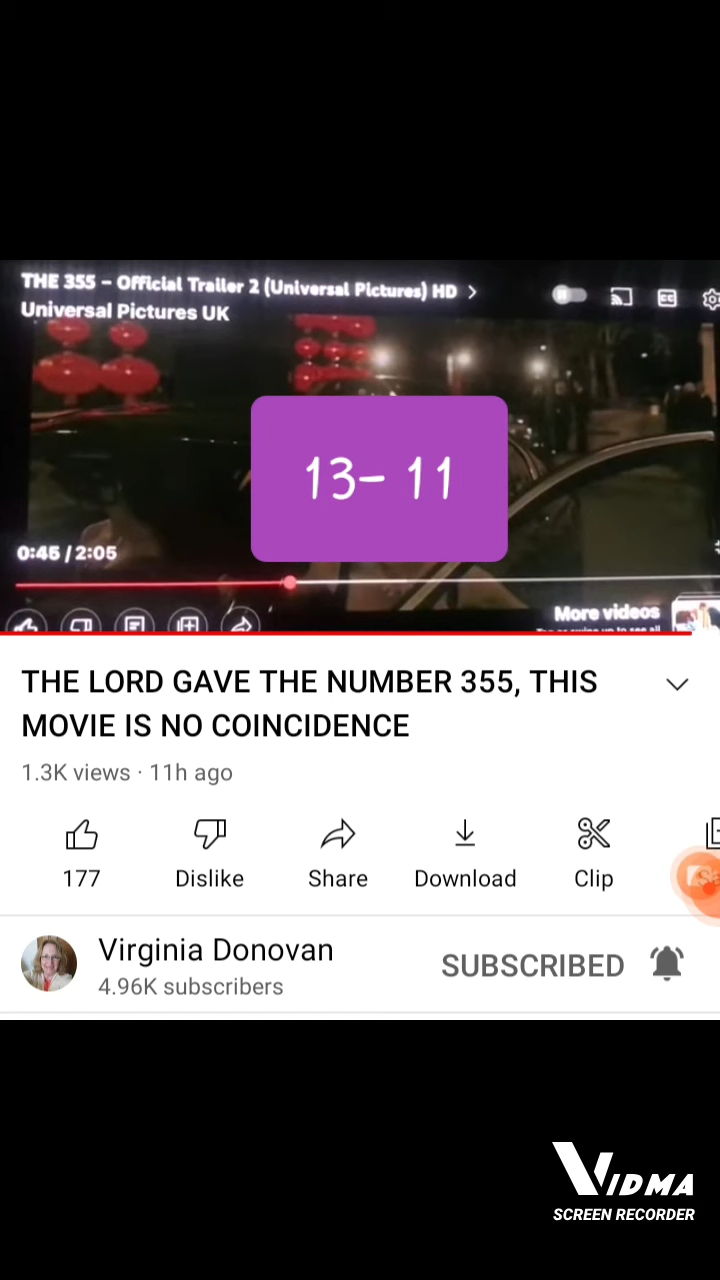 THE 355 – Official Trailer 2 (Universal Pictures) HD
Universal Pictures UK
CC
13- 11
0:45 / 2:05
More videos
THE LORD GAVE THE NUMBER 355, THIS
MOVIE IS NO COINCIDENCE
1.3K views · 11h ago
177
Dislike
Share
Download
Clip
Virginia Donovan
4.96K subscribers
SUBSCRIBED
VIDMA
SCREEN RECORDER